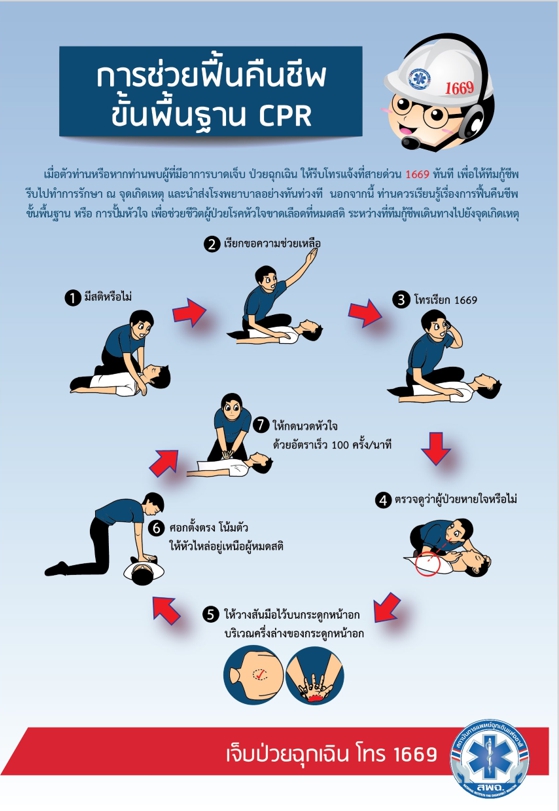 การช่วยฟื้นคืนชีพ
ขั้นพื้นฐาน CPR
1669
เมื่อตัวท่านหรือหากท่านพบผู้ที่มีอาการบาดเจ็บ ป่วยฉุกเฉิน ให้รีบโทรแจ้งที่สายด่วน 1669 ทันที เพื่อให้ทีมกู้ชีพ
รีบไปทำการรักษา ณ จุดเกิดเหตุ และนำส่งโรงพยาบาลอย่างทันท่วงที นอกจากนี้ ท่านควรเรียนรู้เรื่องการฟื้นคืนชีพ
ขั้นพื้นฐาน หรือ การปั๊มหัวใจ เพื่อช่วยชีวิตผู้ป่วยโรคหัวใจขาดเลือดที่หมดสติ ระหว่างที่ทีมกู้ชีพเดินทางไปยังจุดเกิดเหตุ
1 มีสติหรือไม่
2 เรียกขอความช่วยเหลือ
3 โทรเรียก 1669
4 ตรวจดูว่าผู้ป่วยหายใจหรือไม่
5 ให้วางสันมือไว้บนกระดูกหน้าอก
บริเวณครึ่งล่างของกระดูกหน้าอก
6 ศอกตั้งตรง โน้มตัว
ให้หัวไหล่อยู่เหนือผู้หมดสติ
7 ให้กดนวดหัวใจ
ด้วยอัตราเร็ว 100 ครั้ง/นาที
เจ็บป่วยฉุกเฉิน โทร 1669
สถาบันการแพทย์ฉุกเฉินแห่งชาติ
สพฉ.